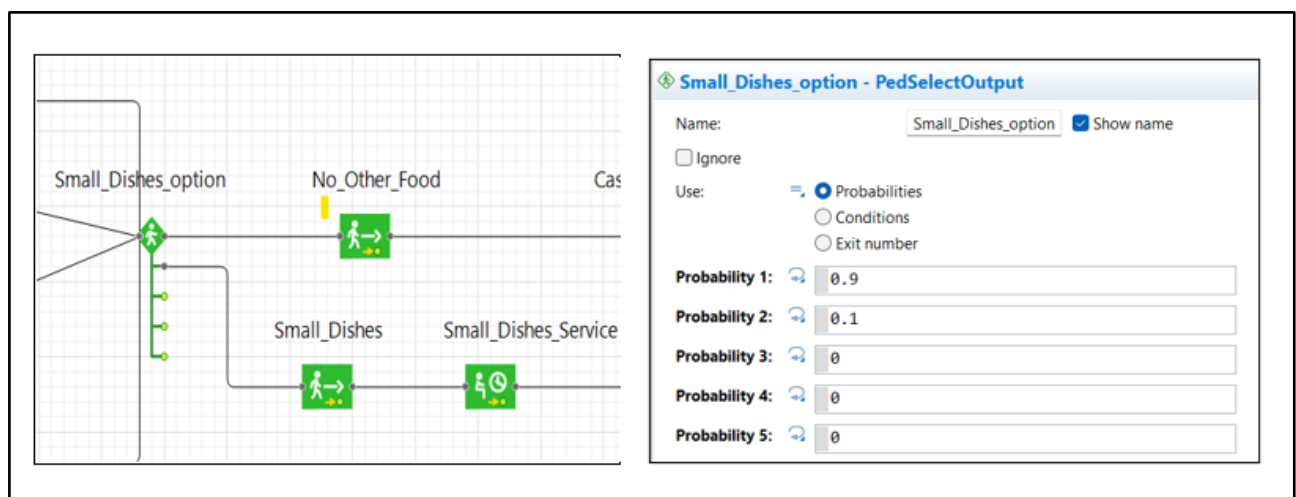 Small_Dishes_option
No_Other_Food
Cas
Small_Dishes
Small_Dishes_Service
Small_Dishes_option - PedSelectOutput
Name:
Small_Dishes_option
Show name
Ignore
Use:
Probabilities
Conditions
Exit number
Probability 1:
0.9
Probability 2:
0.1
Probability 3:
0
Probability 4:
0
Probability 5:
0